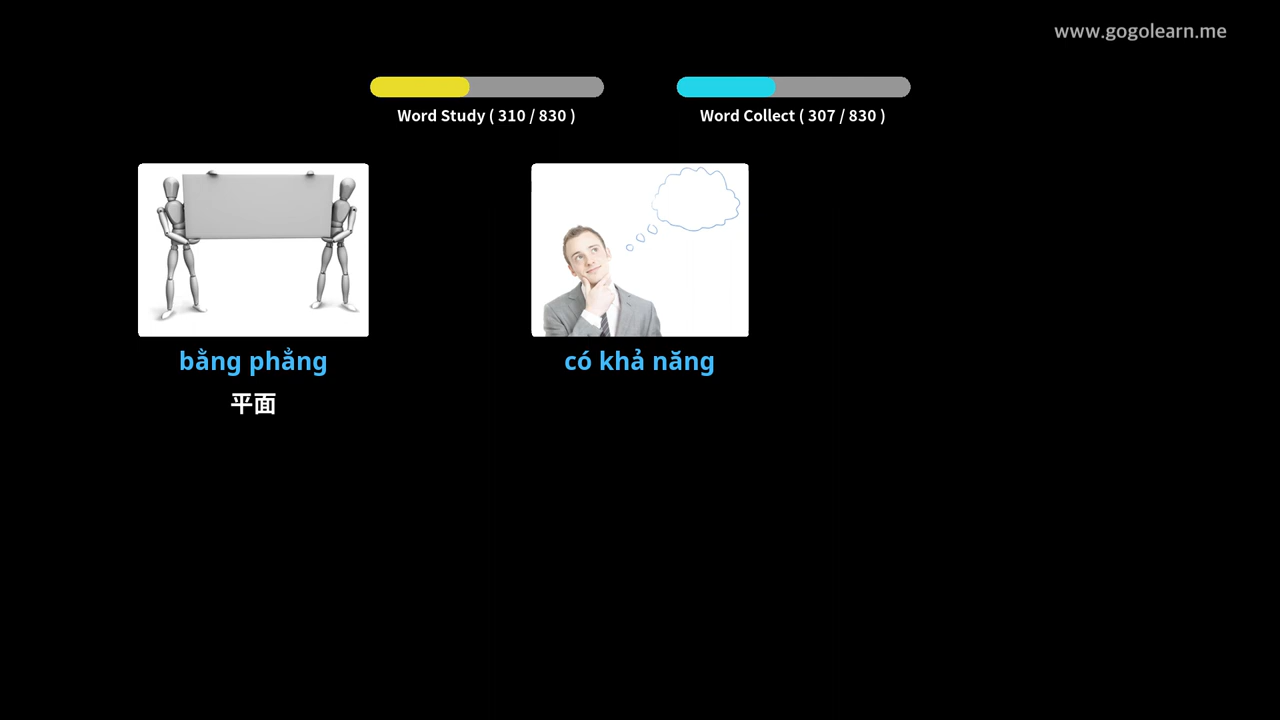 www.gogolearn.me
Word Study ( 310 / 830 )
Word Collect ( 307 / 830 )
bằng phẳng
có khả năng
平面